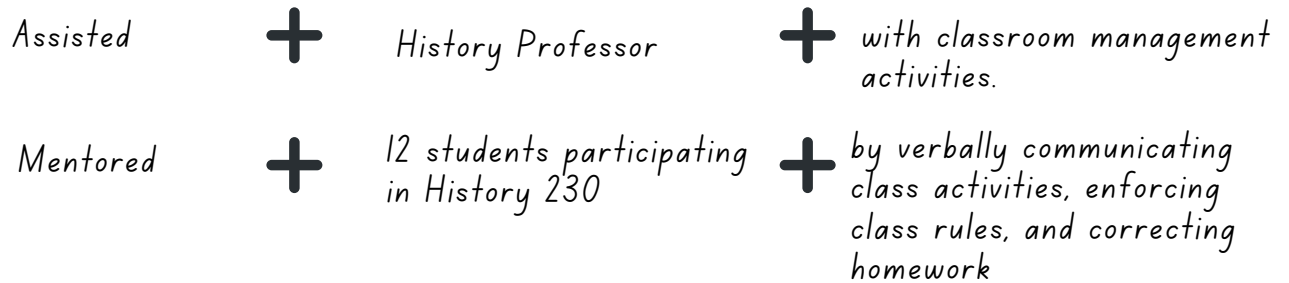 Assisted + History Professor + with classroom management
activities.
Mentored + 12 students participating + by verbally communicating
in History 230 class activities, enforcing
class rules, and correcting
homework